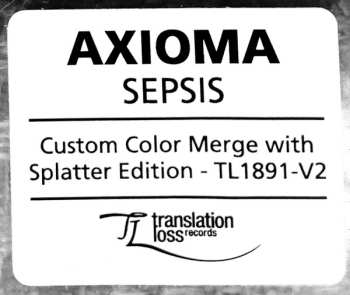 AXIOMA
SEPSIS
Custom Color Merge with
Splatter Edition - TL1891-V2
TL translation
loss records